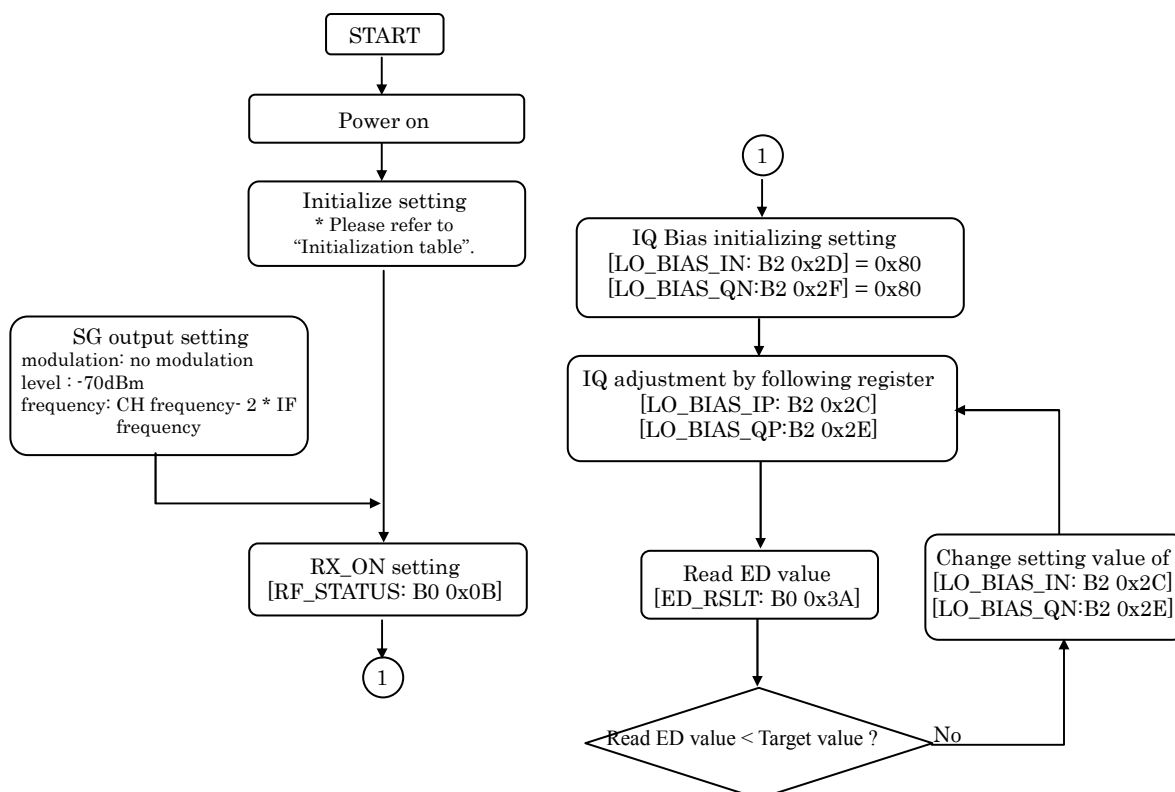 START
Power on
Initialize setting
* Please refer to
“Initialization table”.
SG output setting
modulation: no modulation
level : -70dBm
frequency: CH frequency- 2 * IF
frequency
RX_ON setting
[RF_STATUS: B0 0x0B]
1
1
IQ Bias initializing setting
[LO_BIAS_IN: B2 0x2D] = 0x80
[LO_BIAS_QN:B2 0x2F] = 0x80
IQ adjustment by following register
[LO_BIAS_IP: B2 0x2C]
[LO_BIAS_QP:B2 0x2E]
Read ED value
[ED_RSLT: B0 0x3A]
Change setting value of
[LO_BIAS_IN: B2 0x2C]
[LO_BIAS_QN:B2 0x2E]
Read ED value < Target value ?
No